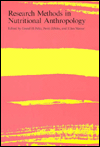 Research Methods in
Nutritional Anthropology